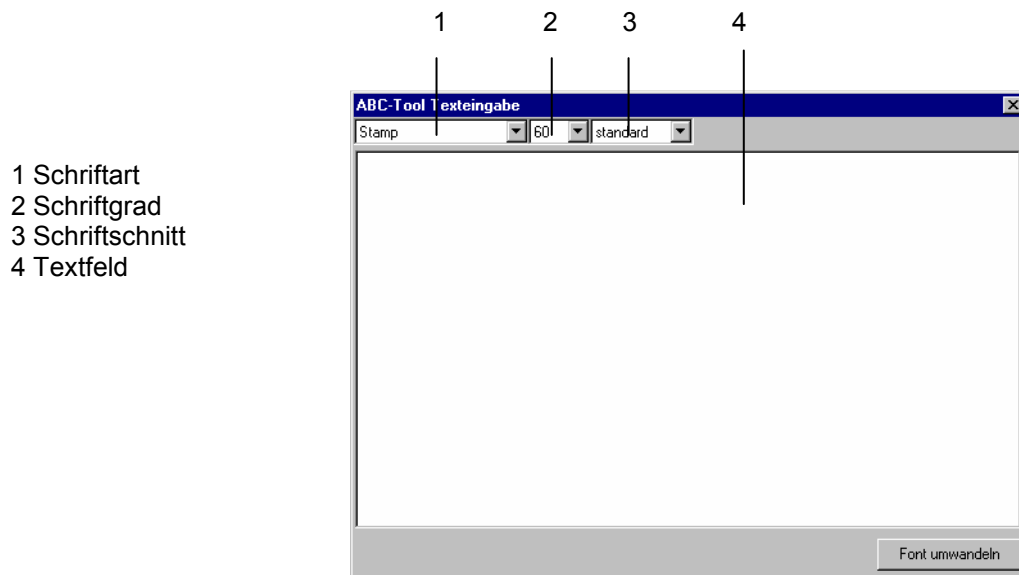 1 2 3 4
ABC-Tool Texteingabe
Stamp 60 standard
1 Schriftart
2 Schriftgrad
3 Schriftschnitt
4 Textfeld
Font umwandeln